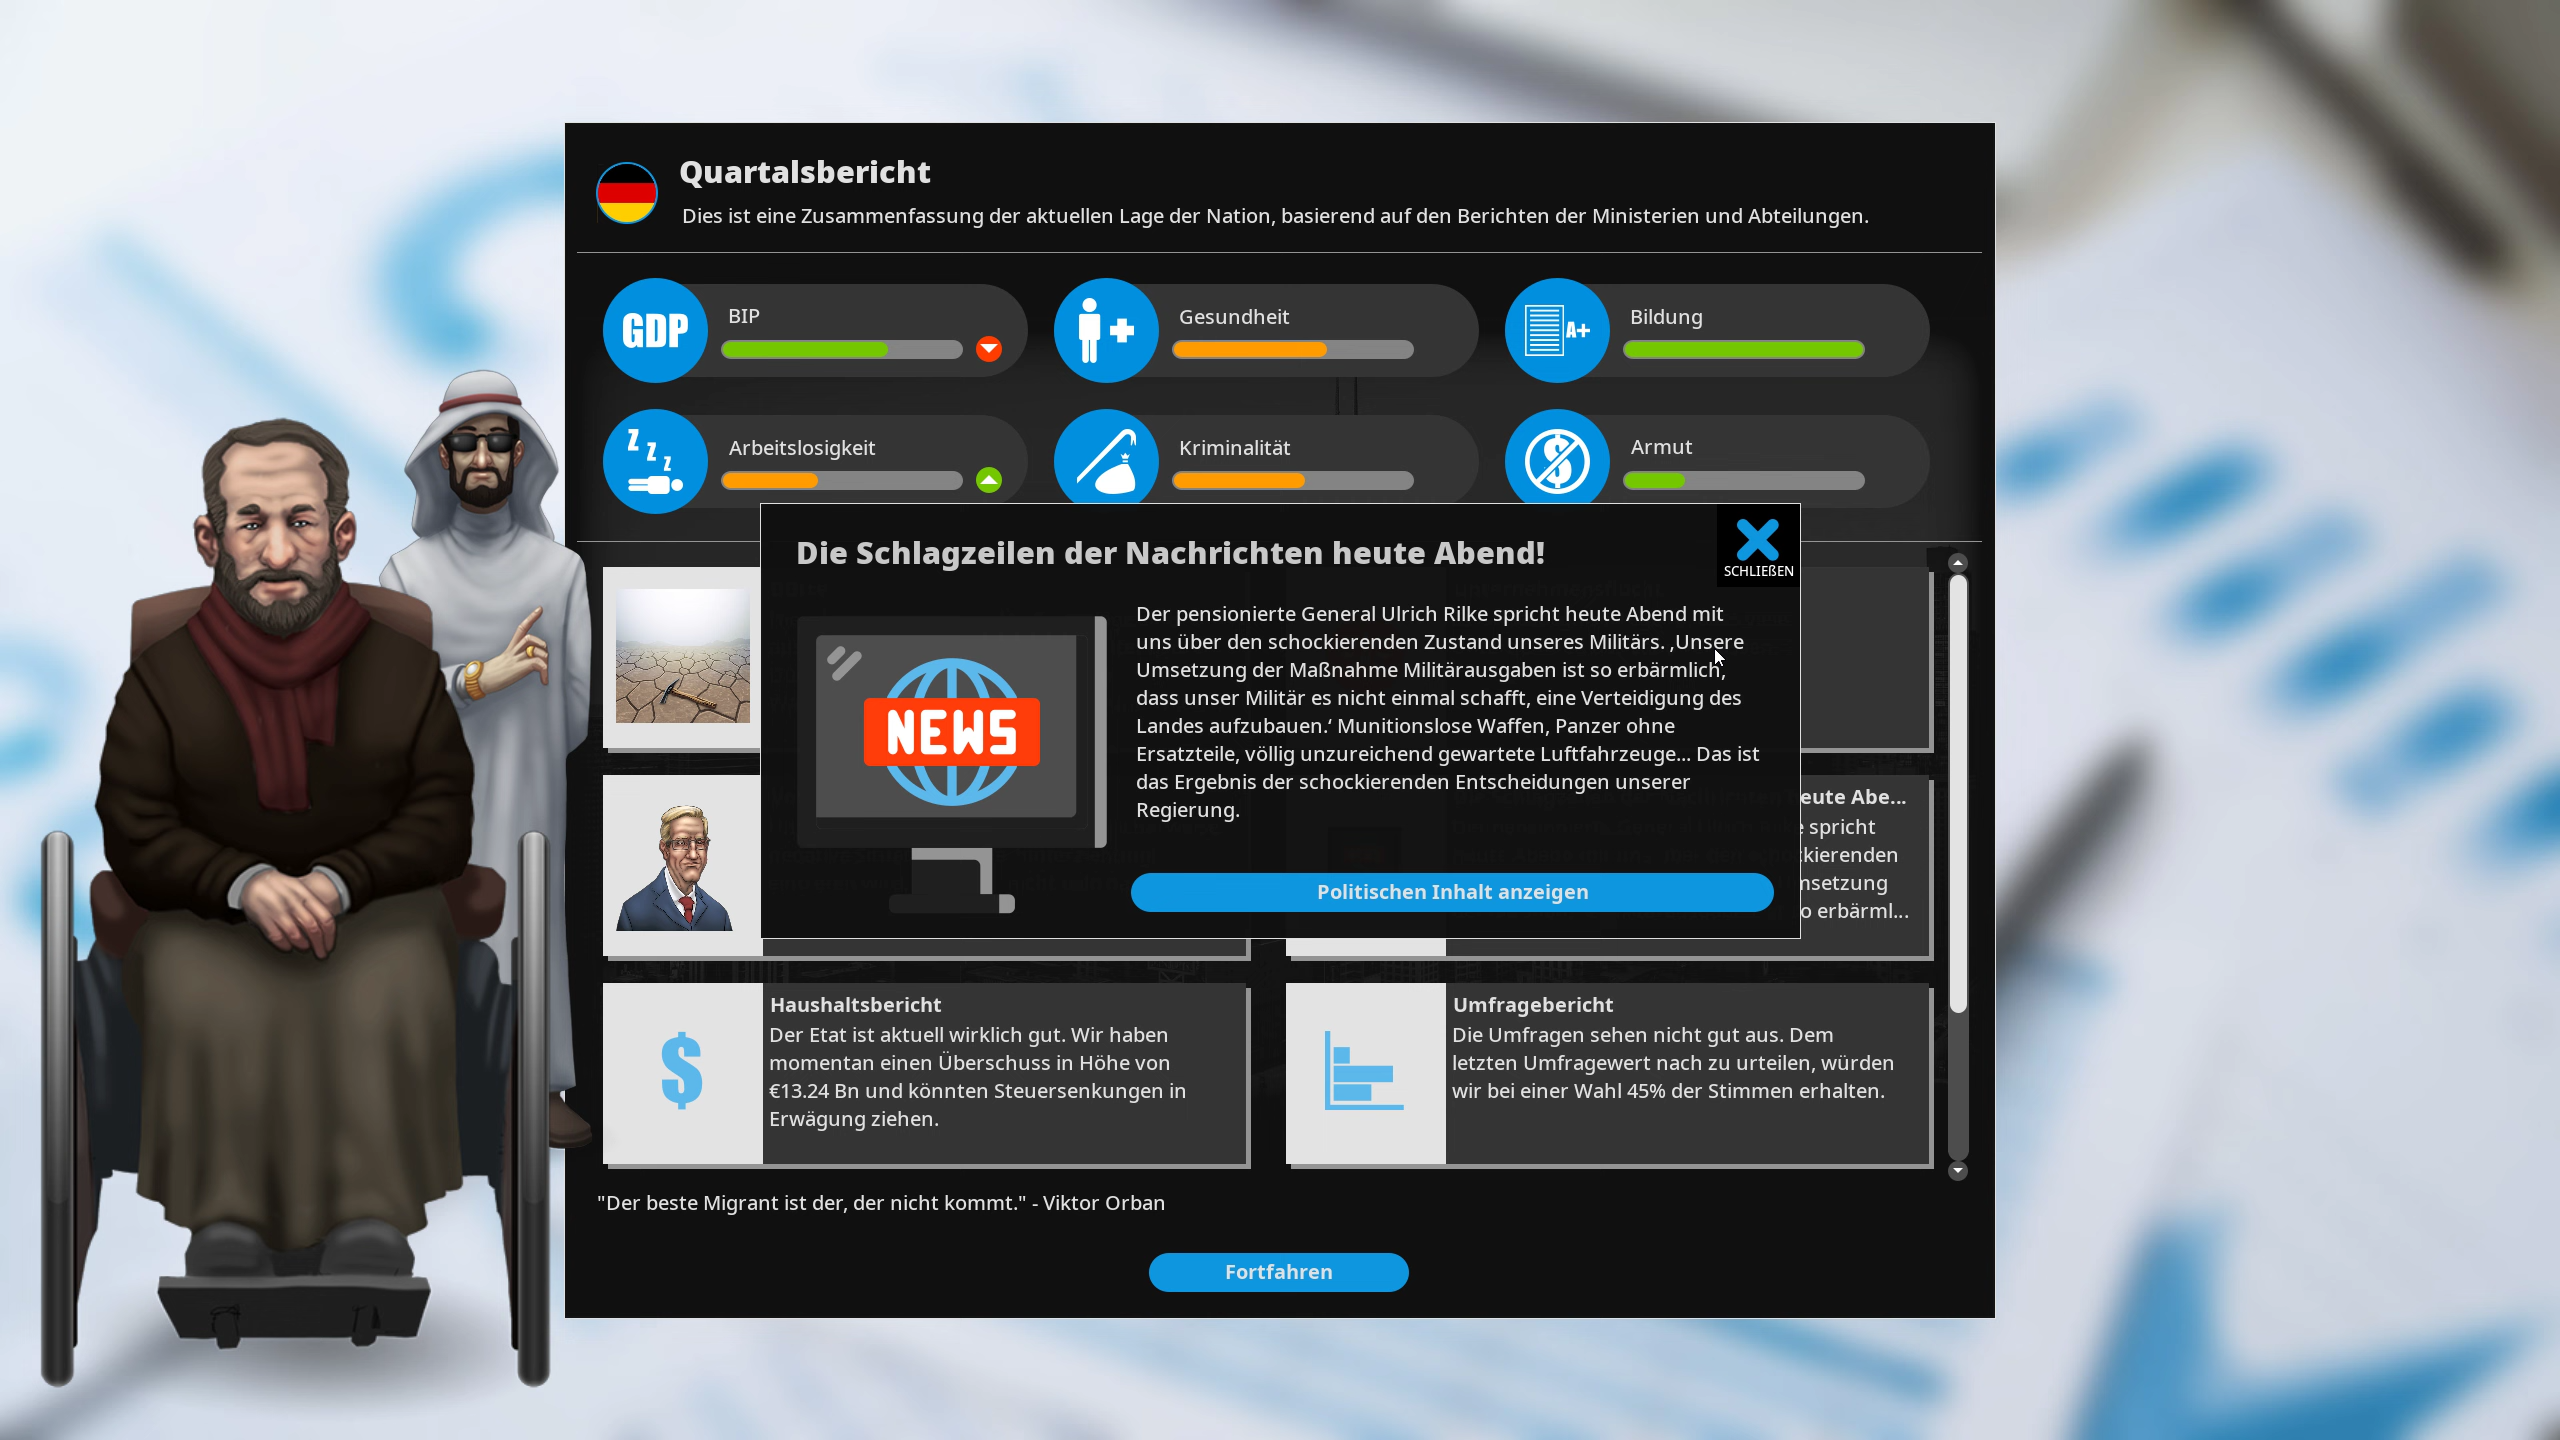 Quartalsbericht
Dies ist eine Zusammenfassung der aktuellen Lage der Nation, basierend auf den Berichten der Ministerien und Abteilungen.
GDP
BIP
Gesundheit
A+
Bildung
Z Z Z
Arbeitslosigkeit
Kriminalität
Armut
Die Schlagzeilen der Nachrichten heute Abend!
SCHLIEßEN
NEWS
Der pensionierte General Ulrich Rilke spricht heute Abend mit
uns über den schockierenden Zustand unseres Militärs. ‚Unsere
Umsetzung der Maßnahme Militärausgaben ist so erbärmlich,
dass unser Militär es nicht einmal schafft, eine Verteidigung des
Landes aufzubauen.‘ Munitionslose Waffen, Panzer ohne
Ersatzteile, völlig unzureichend gewartete Luftfahrzeuge... Das ist
das Ergebnis der schockierenden Entscheidungen unserer
Regierung.
Politischen Inhalt anzeigen
eute Abe...
spricht
kierenden
msetzung
o erbärml...
Haushaltsbericht
Der Etat ist aktuell wirklich gut. Wir haben
momentan einen Überschuss in Höhe von
€13.24 Bn und könnten Steuersenkungen in
Erwägung ziehen.
Umfragebericht
Die Umfragen sehen nicht gut aus. Dem
letzten Umfragewert nach zu urteilen, würden
wir bei einer Wahl 45% der Stimmen erhalten.
"Der beste Migrant ist der, der nicht kommt." - Viktor Orban
Fortfahren